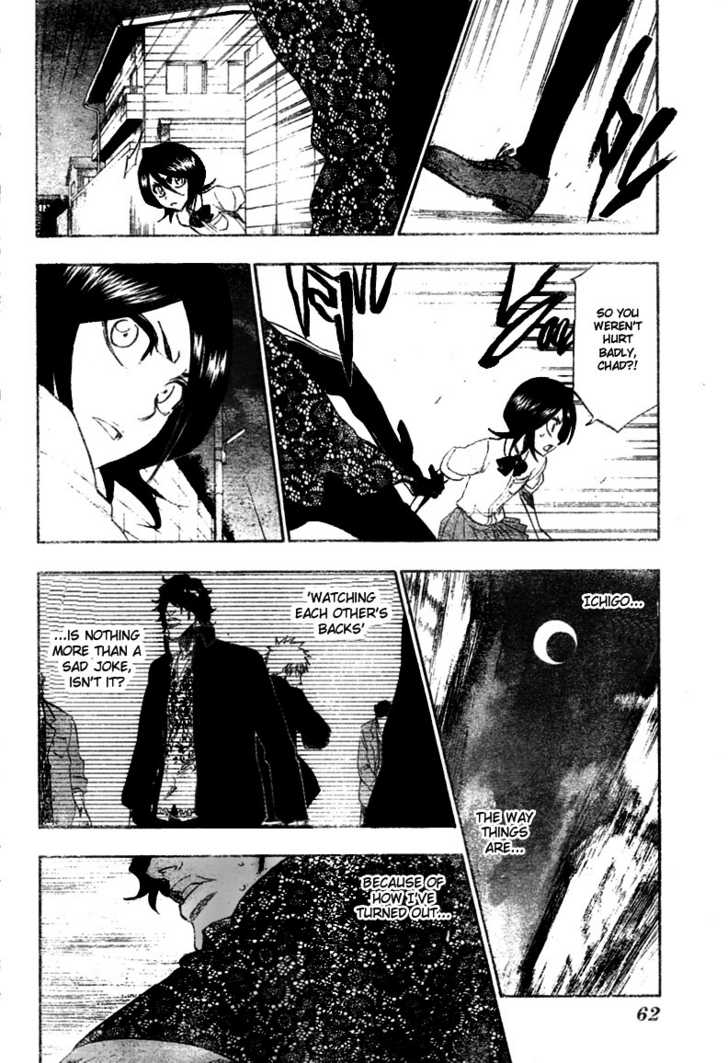 SO YOU
WEREN'T
HURT
BADLY,
CHAD?!
ICHIGO...
THE WAY
THINGS
ARE...
'WATCHING
EACH OTHER'S
BACKS'
...IS NOTHING
MORE THAN A
SAD JOKE,
ISN'T IT?
BECAUSE OF
HOW I'VE
TURNED OUT...
62